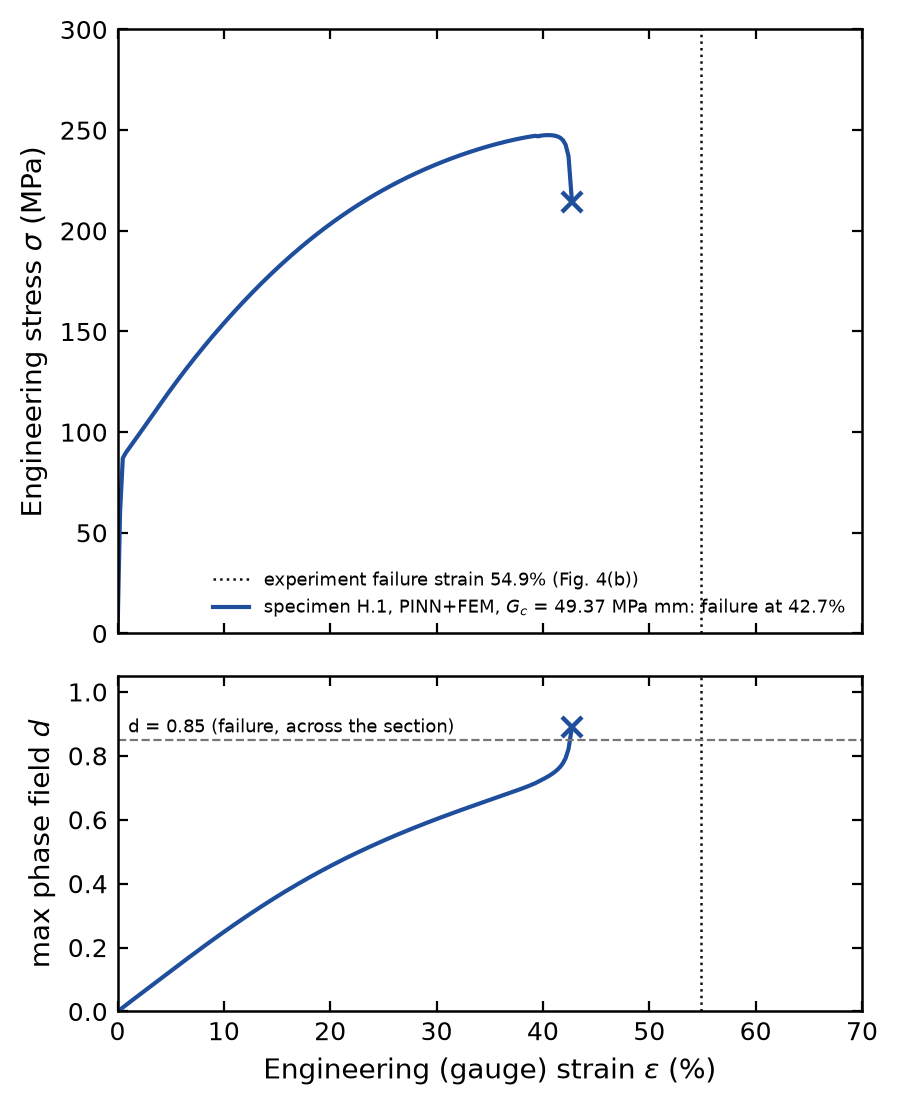 300
250
200
150
100
50
0
Engineering stress σ (MPa)
experiment failure strain 54.9% (Fig. 4(b))
specimen H.1, PINN+FEM, G_c = 49.37 MPa mm: failure at 42.7%
1.0
0.8
0.6
0.4
0.2
0.0
max phase field d
d = 0.85 (failure, across the section)
0 10 20 30 40 50 60 70
Engineering (gauge) strain ε (%)